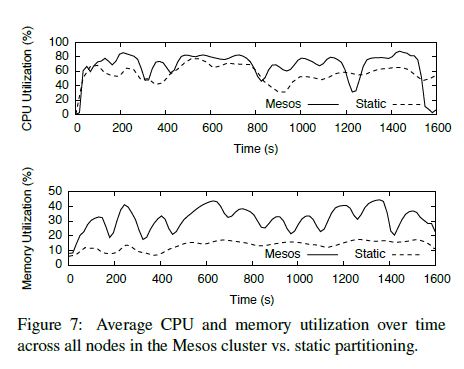 CPU Utilization (%)
100
80
60
40
20
0
Mesos
Static
0 200 400 600 800 1000 1200 1400 1600
Time (s)
Memory Utilization (%)
50
40
30
20
10
0
Mesos
Static
0 200 400 600 800 1000 1200 1400 1600
Time (s)
Figure 7: Average CPU and memory utilization over time
across all nodes in the Mesos cluster vs. static partitioning.